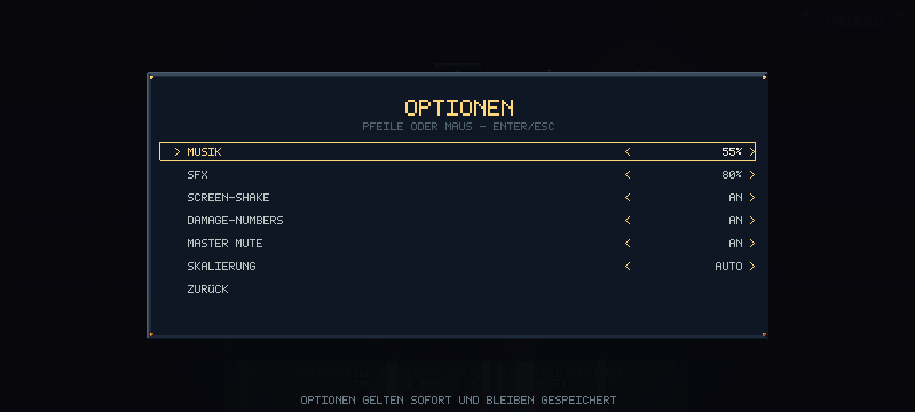 OPTIONEN
PFEILE ODER MAUS - ENTER/ESC
> MUSIK < 55% >
SFX < 80% >
SCREEN-SHAKE < AN >
DAMAGE-NUMBERS < AN >
MASTER MUTE < AN >
SKALIERUNG < AUTO >
ZURÜCK
OPTIONEN GELTEN SOFORT UND BLEIBEN GESPEICHERT